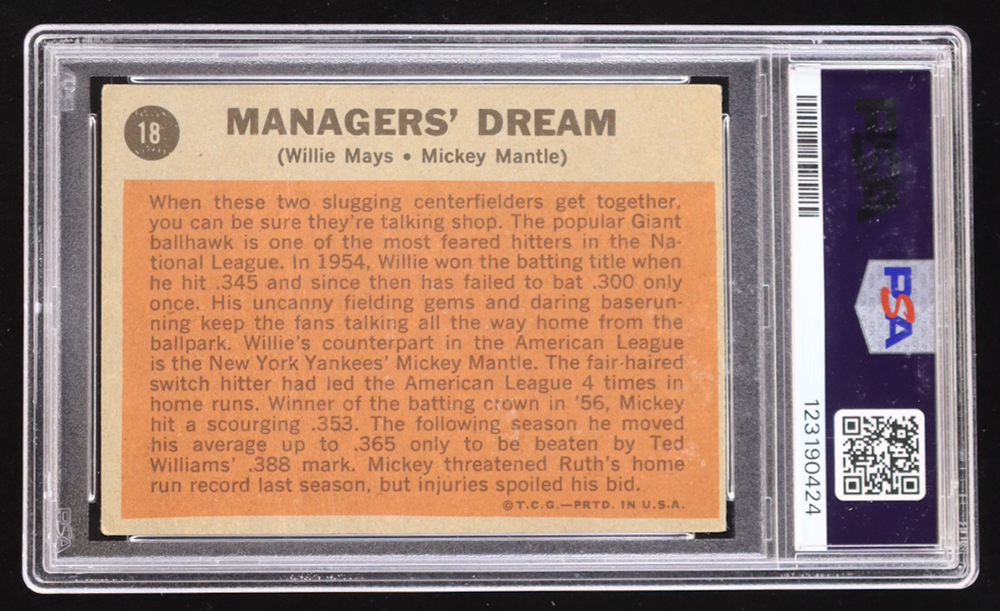 18
MANAGERS' DREAM
(Willie Mays • Mickey Mantle)
When these two slugging centerfielders get together,
you can be sure they're talking shop. The popular Giant
ballhawk is one of the most feared hitters in the Na-
tional League. In 1954, Willie won the batting title when
he hit .345 and since then has failed to bat .300 only
once. His uncanny fielding gems and daring baserun-
ning keep the fans talking all the way home from the
ballpark. Willie's counterpart in the American League
is the New York Yankees' Mickey Mantle. The fair-haired
switch hitter had led the American League 4 times in
home runs. Winner of the batting crown in '56, Mickey
hit a scourging .353. The following season he moved
his average up to .365 only to be beaten by Ted
Williams' .388 mark. Mickey threatened Ruth's home
run record last season, but injuries spoiled his bid.
©T.C.G.—PRTD. IN U.S.A.
PSA
PSA
12319042​4
PSA